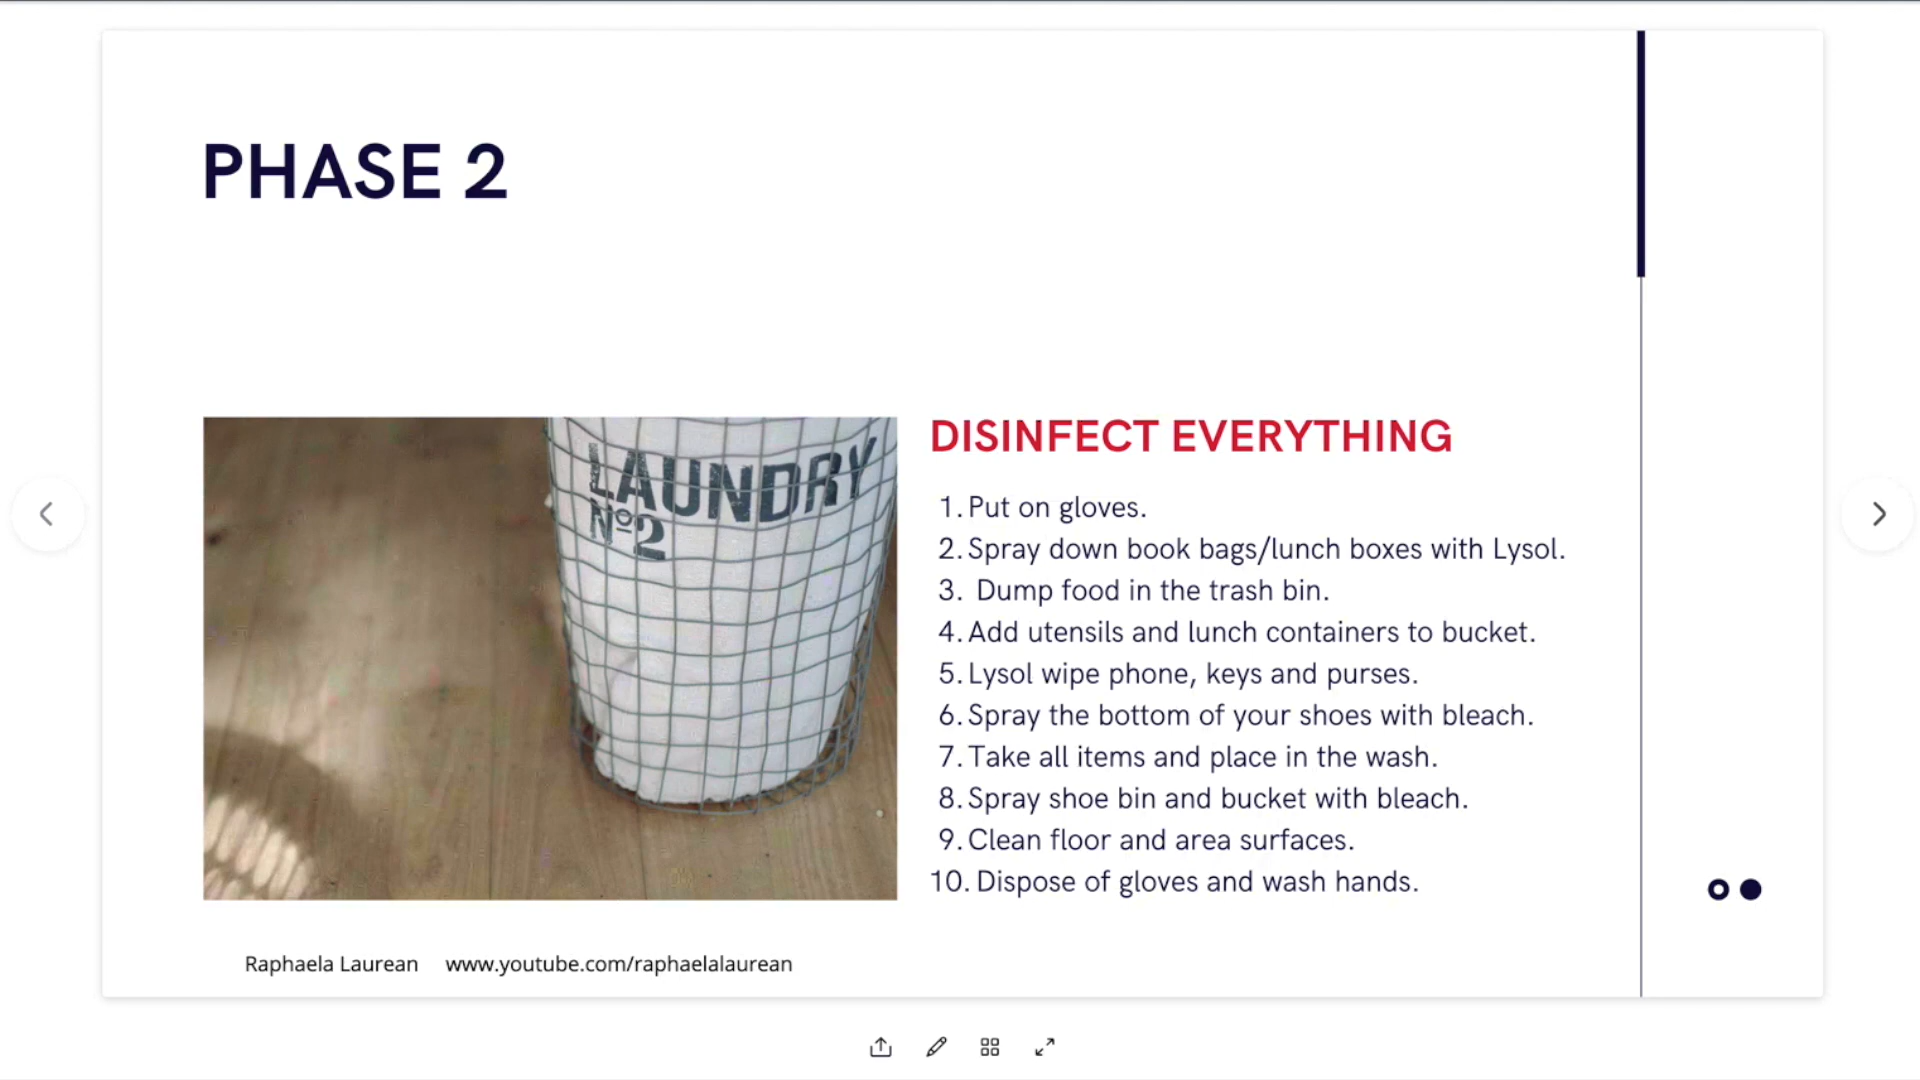 PHASE 2
LAUNDRY
Nº2
DISINFECT EVERYTHING
1. Put on gloves.
2. Spray down book bags/lunch boxes with Lysol.
3. Dump food in the trash bin.
4. Add utensils and lunch containers to bucket.
5. Lysol wipe phone, keys and purses.
6. Spray the bottom of your shoes with bleach.
7. Take all items and place in the wash.
8. Spray shoe bin and bucket with bleach.
9. Clean floor and area surfaces.
10. Dispose of gloves and wash hands.
Raphaela Laurean www.youtube.com/raphaelalaurean